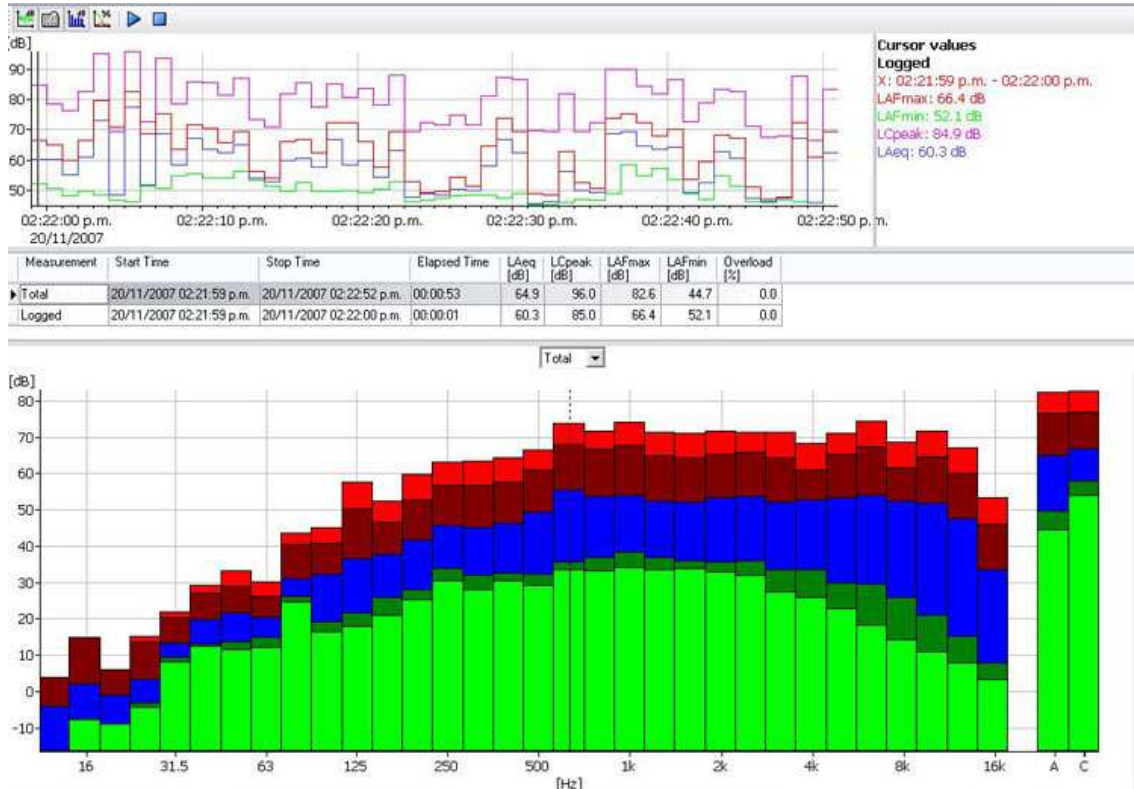 [dB]
90
80
70
60
50
02:22:00 p.m. 02:22:10 p.m. 02:22:20 p.m. 02:22:30 p.m. 02:22:40 p.m. 02:22:50 p.m.
20/11/2007
Cursor values
Logged
X: 02:21:59 p.m. - 02:22:00 p.m.
LAFmax: 66.4 dB
LAFmin: 52.1 dB
LCpeak: 84.9 dB
LAeq: 60.3 dB
Measurement Start Time Stop Time Elapsed Time LAeq [dB] LCpeak [dB] LAFmax [dB] LAFmin [dB] Overload [%]
Total 20/11/2007 02:21:59 p.m. 20/11/2007 02:22:52 p.m. 00:00:53 64.9 96.0 82.6 44.7 0.0
Logged 20/11/2007 02:21:59 p.m. 20/11/2007 02:22:00 p.m. 00:00:01 60.3 85.0 66.4 52.1 0.0
Total
[dB]
80
70
60
50
40
30
20
10
0
-10
16 31.5 63 125 250 500 1k 2k 4k 8k 16k A C
[Hz]